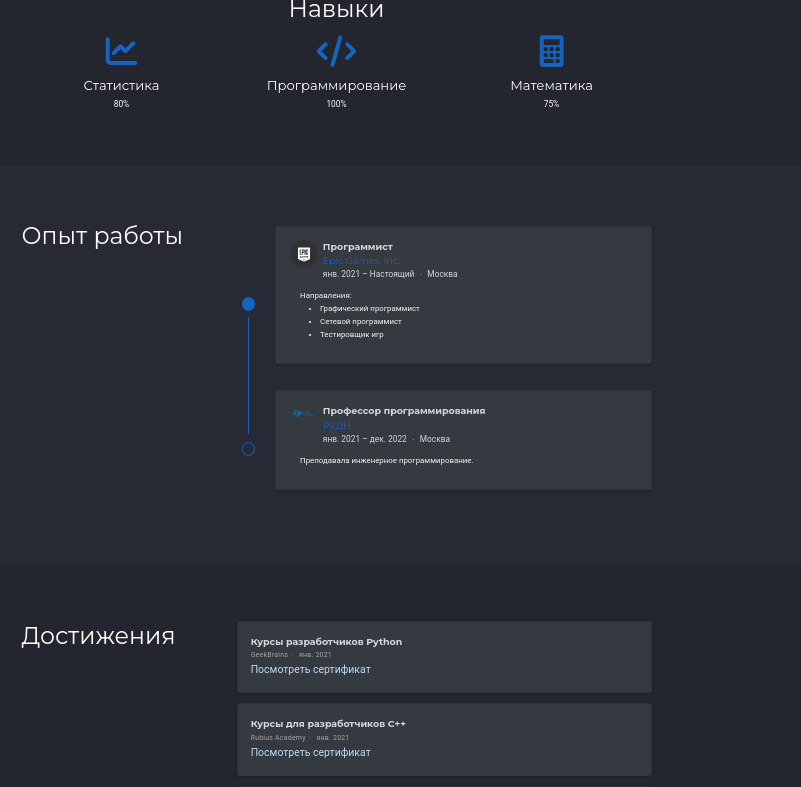 Навыки
Статистика
80%
Программирование
100%
Математика
75%
Опыт работы
Программист
Epic Games, Inc.
янв. 2021 – Настоящий · Москва
Направления:
• Графический программист
• Сетевой программист
• Тестировщик игр
Профессор программирования
РУДН
янв. 2021 – дек. 2022 · Москва
Преподавала инженерное программирование.
Достижения
Курсы разработчиков Python
GeekBrains · янв. 2021
Посмотреть сертификат
Курсы для разработчиков C++
Rubius Academy · янв. 2021
Посмотреть сертификат